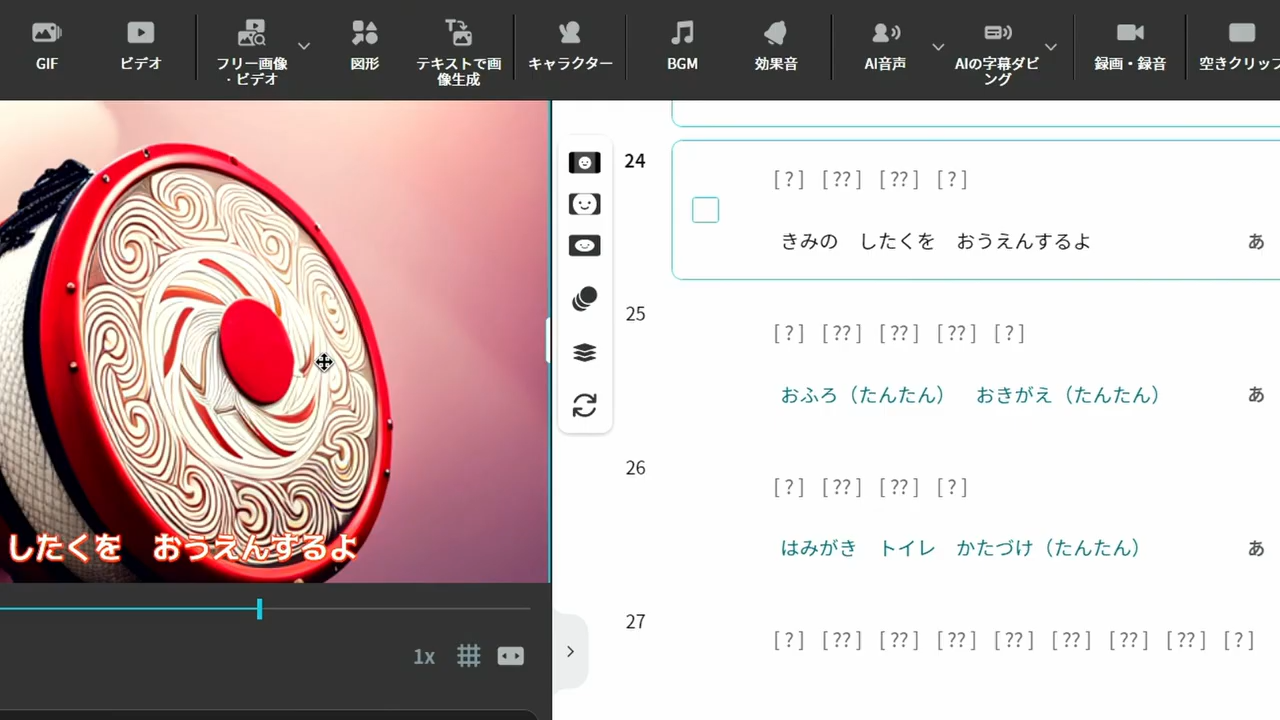 GIF
ビデオ
フリー画像
・ビデオ
図形
テキストで画
像生成
キャラクター
BGM
効果音
AI音声
AIの字幕ダビ
ング
録画・録音
空きクリップ
24
[?] [??] [??] [?]
きみの　したくを　おうえんするよ
あ
25
[?] [??] [??] [??] [?]
おふろ（たんたん）　おきがえ（たんたん）
あ
26
[?] [??] [??] [?]
はみがき　トイレ　かたづけ（たんたん）
あ
27
[?] [??] [??] [??] [??] [??] [??] [??] [?]
したくを　おうえんするよ
1x